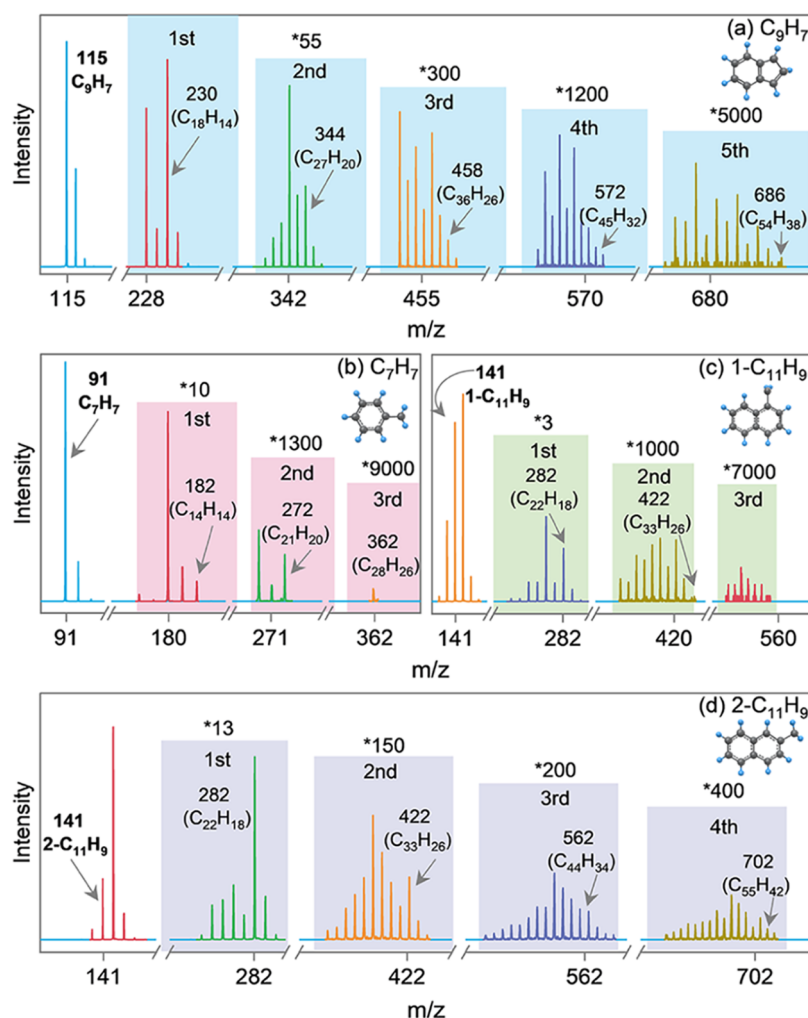 (a) C₉H₇
115
C₉H₇
1st
230
(C₁₈H₁₄)
*55
2nd
344
(C₂₇H₂₀)
*300
3rd
458
(C₃₆H₂₆)
*1200
4th
572
(C₄₅H₃₂)
*5000
5th
686
(C₅₄H₃₈)
Intensity
115 228 342 455 570 680
m/z
(b) C₇H₇
91
C₇H₇
*10
1st
182
(C₁₄H₁₄)
*1300
2nd
272
(C₂₁H₂₀)
*9000
3rd
362
(C₂₈H₂₆)
Intensity
91 180 271 362
m/z
(c) 1-C₁₁H₉
141
1-C₁₁H₉
*3
1st
282
(C₂₂H₁₈)
*1000
2nd
422
(C₃₃H₂₆)
*7000
3rd
141 282 420 560
m/z
(d) 2-C₁₁H₉
141
2-C₁₁H₉
*13
1st
282
(C₂₂H₁₈)
*150
2nd
422
(C₃₃H₂₆)
*200
3rd
562
(C₄₄H₃₄)
*400
4th
702
(C₅₅H₄₂)
Intensity
141 282 422 562 702
m/z